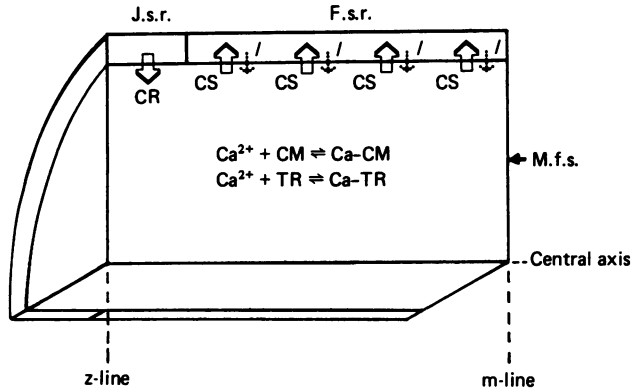 J.s.r. F.s.r.
l l l l
CR CS CS CS CS
Ca²⁺ + CM ⇌ Ca–CM
Ca²⁺ + TR ⇌ Ca–TR
M.f.s.
Central axis
z-line m-line